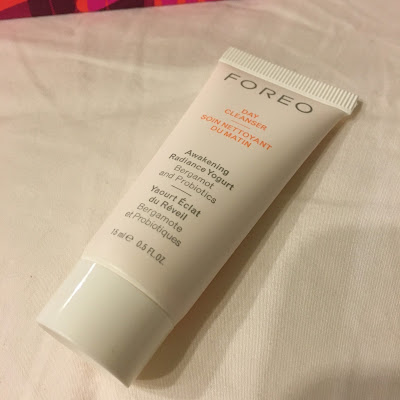 FOREO
DAY
CLEANSER
SOIN NETTOYANT
DU MATIN
Awakening
Radiance Yogurt
Bergamot
and Probiotics
Yaourt Éclat
du Réveil
Bergamote
et Probiotiques
15 ml e 0.5 FL.OZ.